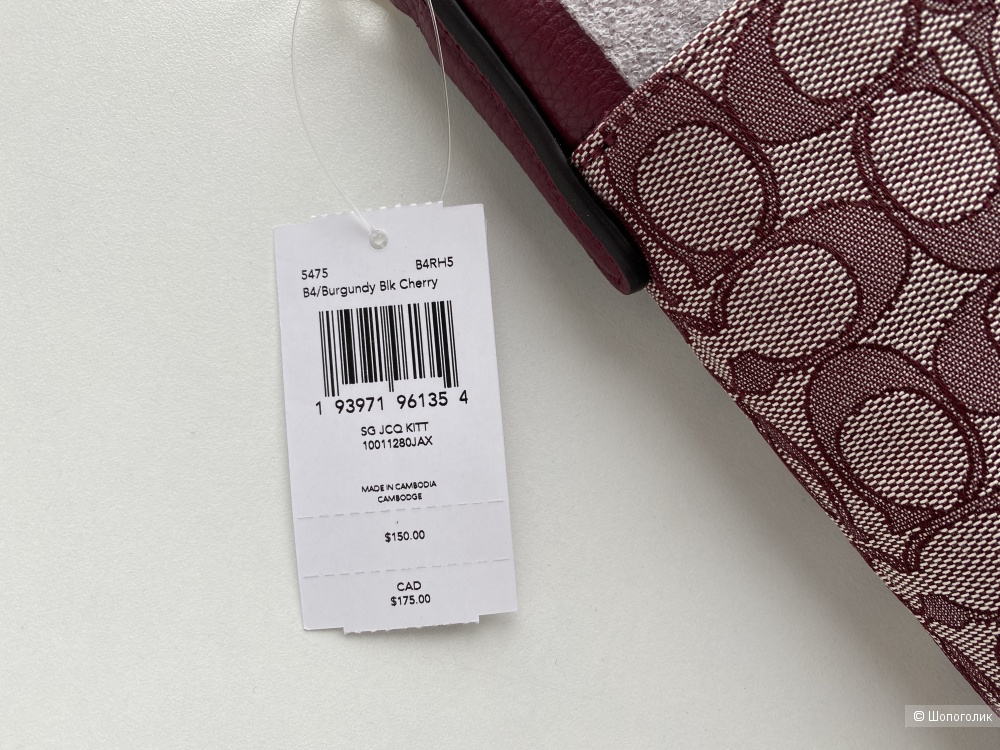 5475 B4RH5
B4/Burgundy Blk Cherry
1 93971 96135 4
SG JCQ KITT
10011280JAX
MADE IN CAMBODIA
CAMBODGE
$150.00
CAD
$175.00
© Шопоголик